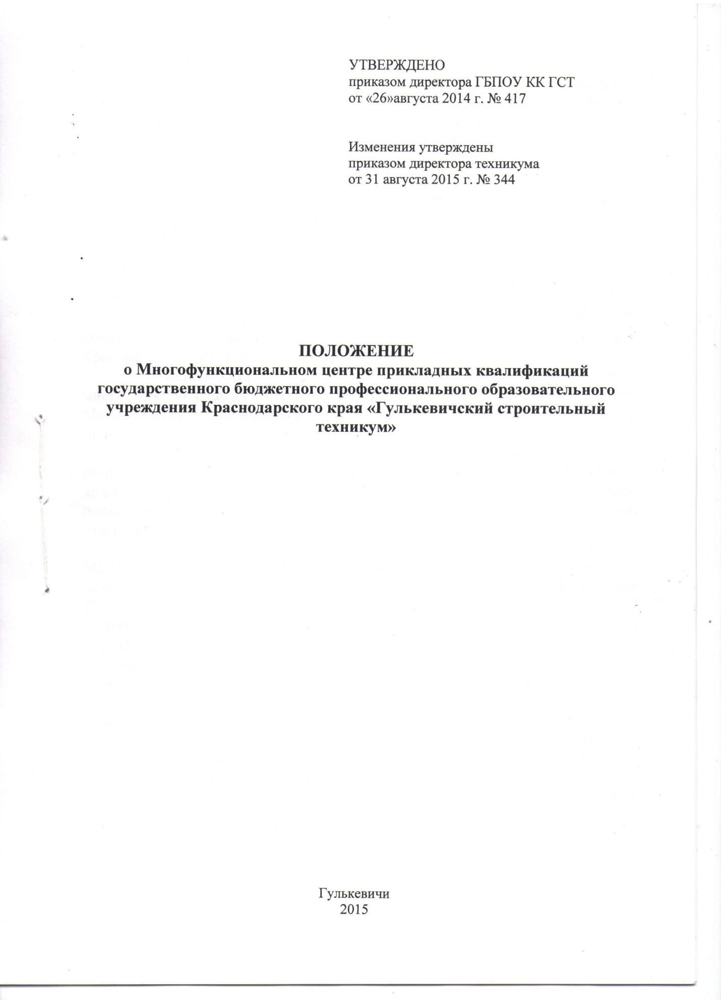 УТВЕРЖДЕНО
приказом директора ГБПОУ КК ГСТ
от «26»августа 2014 г. № 417
Изменения утверждены
приказом директора техникума
от 31 августа 2015 г. № 344
ПОЛОЖЕНИЕ
о Многофункциональном центре прикладных квалификаций
государственного бюджетного профессионального образовательного
учреждения Краснодарского края «Гулькевичский строительный
техникум»
Гулькевичи
2015